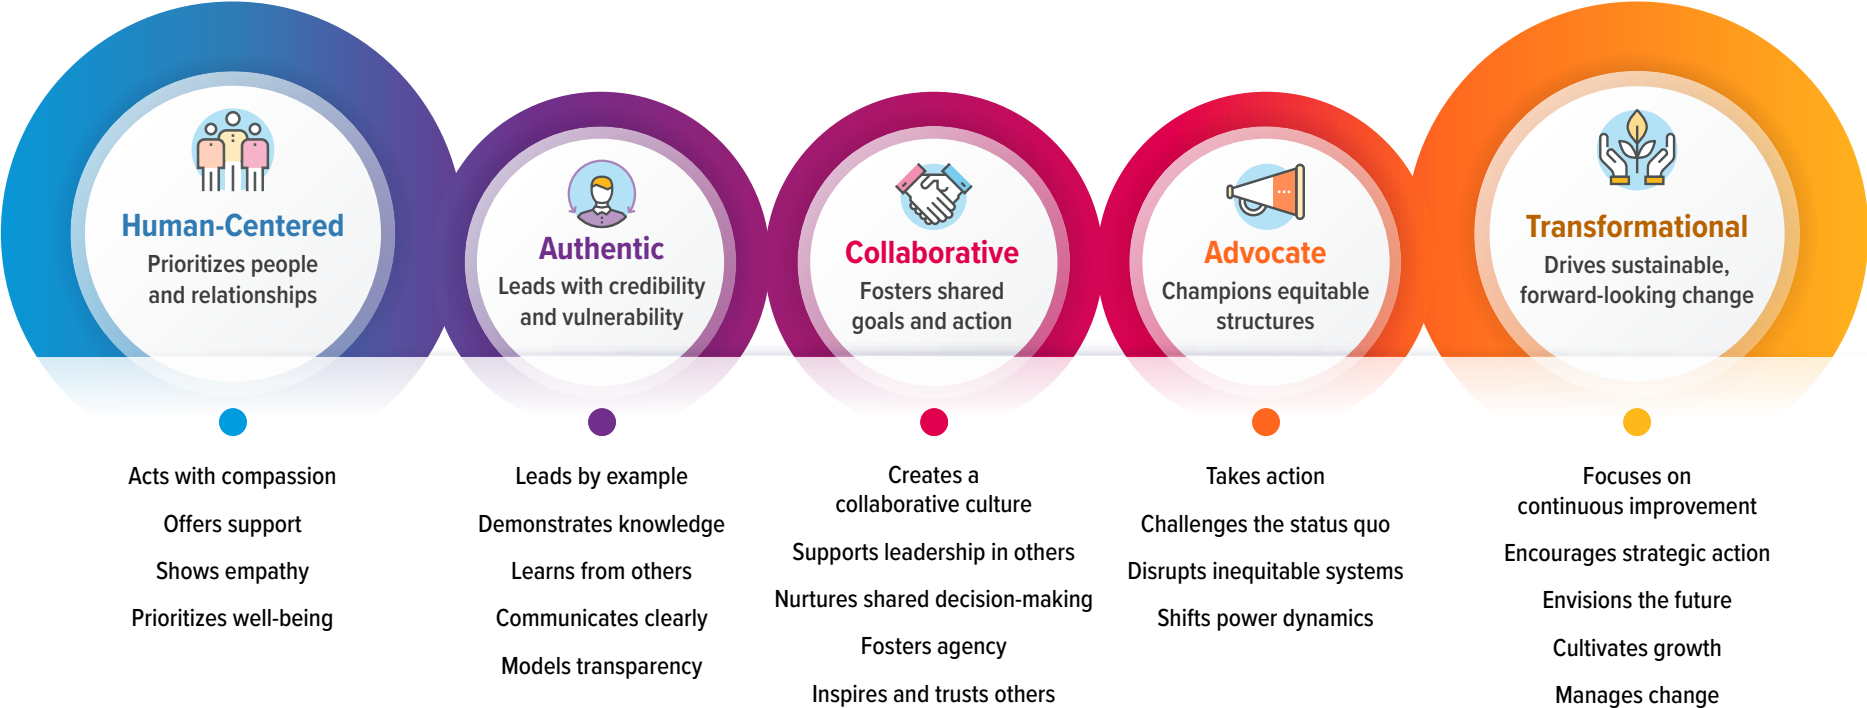 Human-Centered
Prioritizes people
and relationships
Acts with compassion
Offers support
Shows empathy
Prioritizes well-being
Authentic
Leads with credibility
and vulnerability
Leads by example
Demonstrates knowledge
Learns from others
Communicates clearly
Models transparency
Collaborative
Fosters shared
goals and action
Creates a
collaborative culture
Supports leadership in others
Nurtures shared decision-making
Fosters agency
Inspires and trusts others
Advocate
Champions equitable
structures
Takes action
Challenges the status quo
Disrupts inequitable systems
Shifts power dynamics
Transformational
Drives sustainable,
forward-looking change
Focuses on
continuous improvement
Encourages strategic action
Envisions the future
Cultivates growth
Manages change